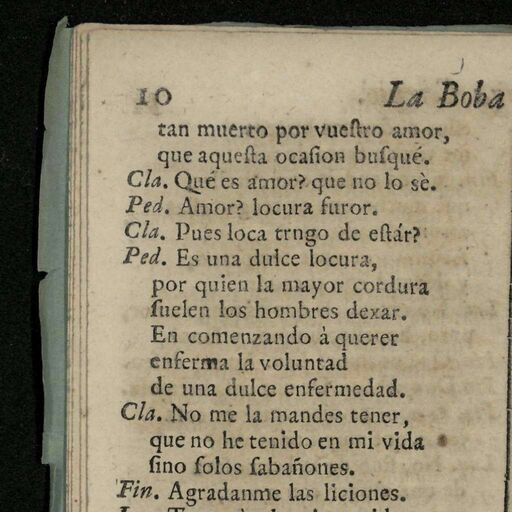 10 La Boba
tan muerto por vueſtro amor,
que aqueſta ocaſion buſqué.
Cla. Qué es amor? que no lo sè.
Ped. Amor? locura furor.
Cla. Pues loca trngo de eſtár?
Ped. Es una dulce locura,
por quien la mayor cordura
ſuelen los hombres dexar.
En comenzando à querer
enferma la voluntad
de una dulce enfermedad.
Cla. No me la mandes tener,
que no he tenido en mi vida
ſino ſolos ſabañones.
Fin. Agradanme las liciones.